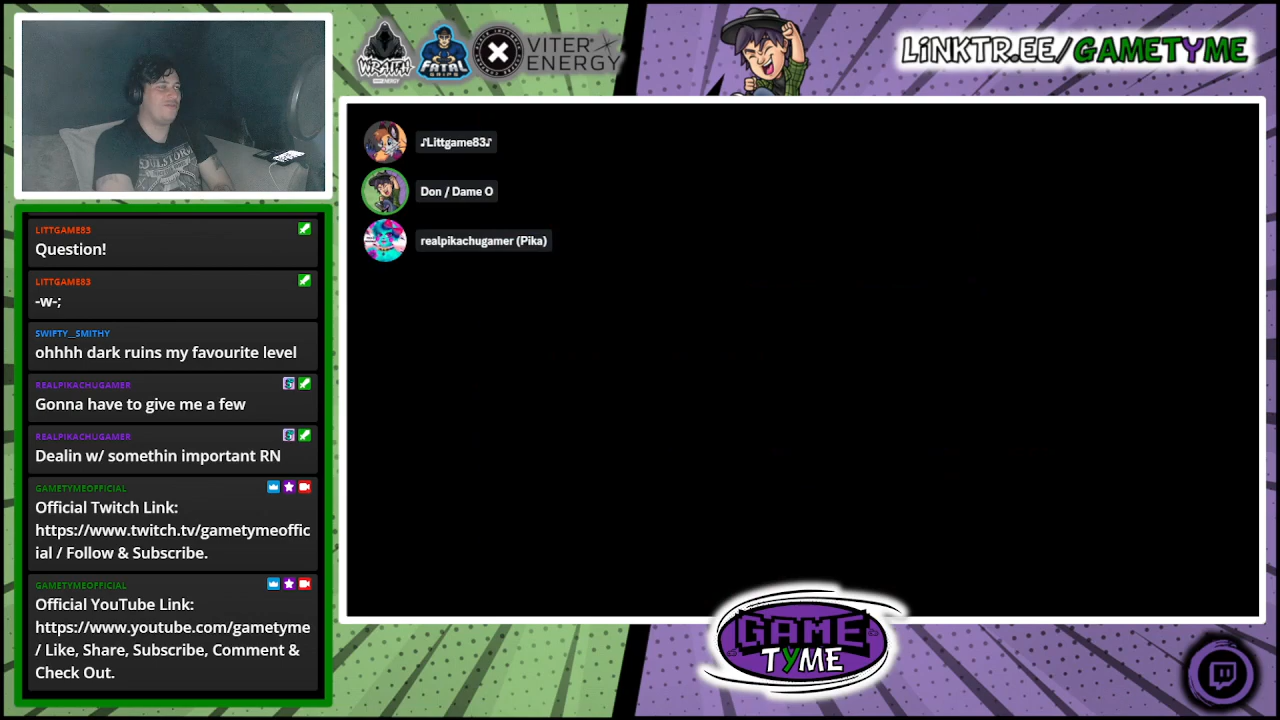 WRAITH
FATAL
GRIPS
VITER
ENERGY
LiNKTR.EE/GAMETYME
♪Littgame83♪
Don / Dame O
realpikachugamer (Pika)
LITTGAME83
Question!
LITTGAME83
-w-;
SWIFTY__SMITHY
ohhhh dark ruins my favourite level
REALPIKACHUGAMER
Gonna have to give me a few
REALPIKACHUGAMER
Dealin w/ somethin important RN
GAMETYMEOFFICIAL
Official Twitch Link:
https://www.twitch.tv/gametymeoffic
ial / Follow & Subscribe.
GAMETYMEOFFICIAL
Official YouTube Link:
https://www.youtube.com/gametyme
/ Like, Share, Subscribe, Comment &
Check Out.
GAME
TYME